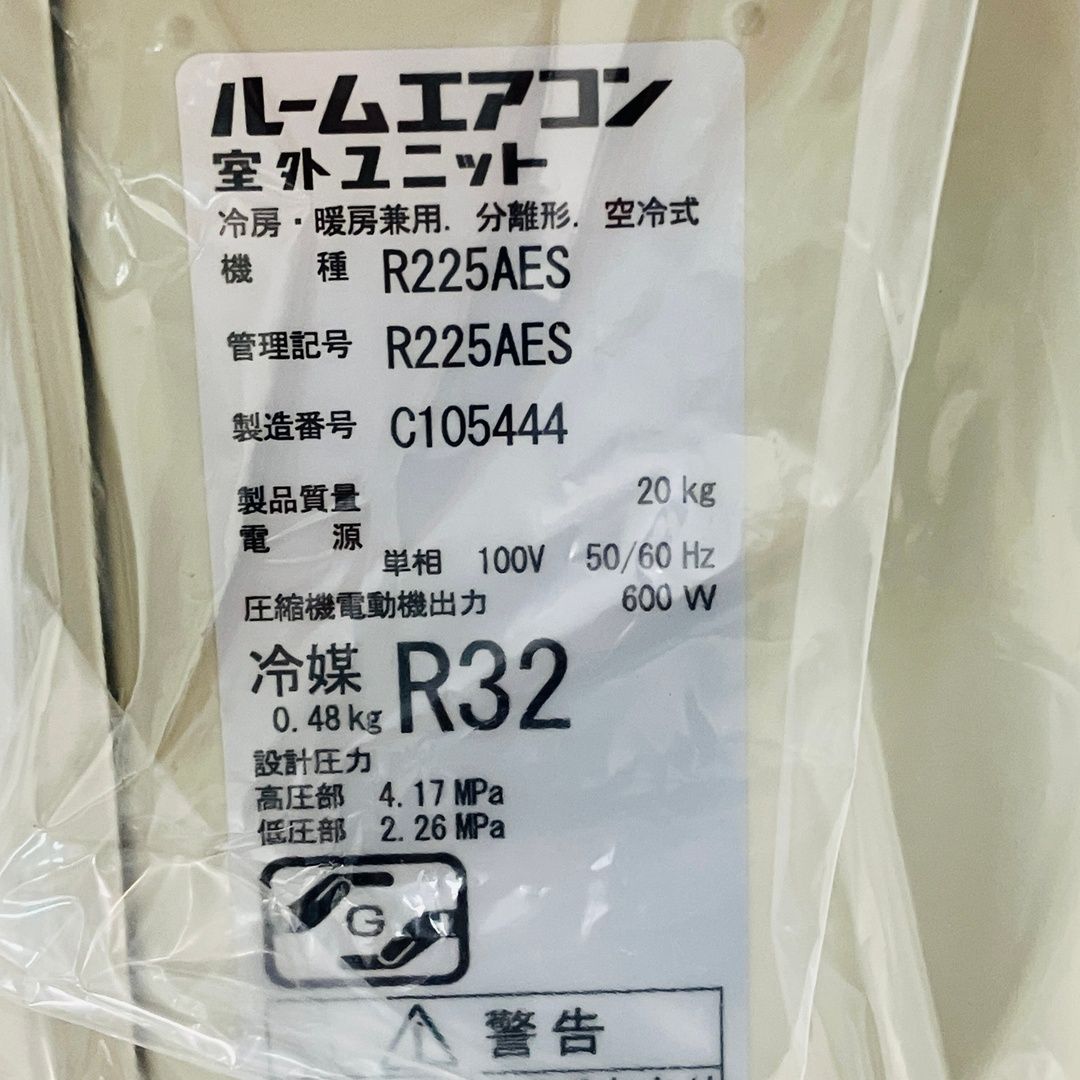 ルームエアコン
室外ユニット
冷房・暖房兼用. 分離形. 空冷式
機 種 R225AES
管理記号 R225AES
製造番号 C105444
製品質量 20 kg
電 源 単相 100V 50/60 Hz
圧縮機電動機出力 600 W
冷媒 R32
0.48kg
設計圧力
高圧部 4.17 MPa
低圧部 2.26 MPa
G
警告